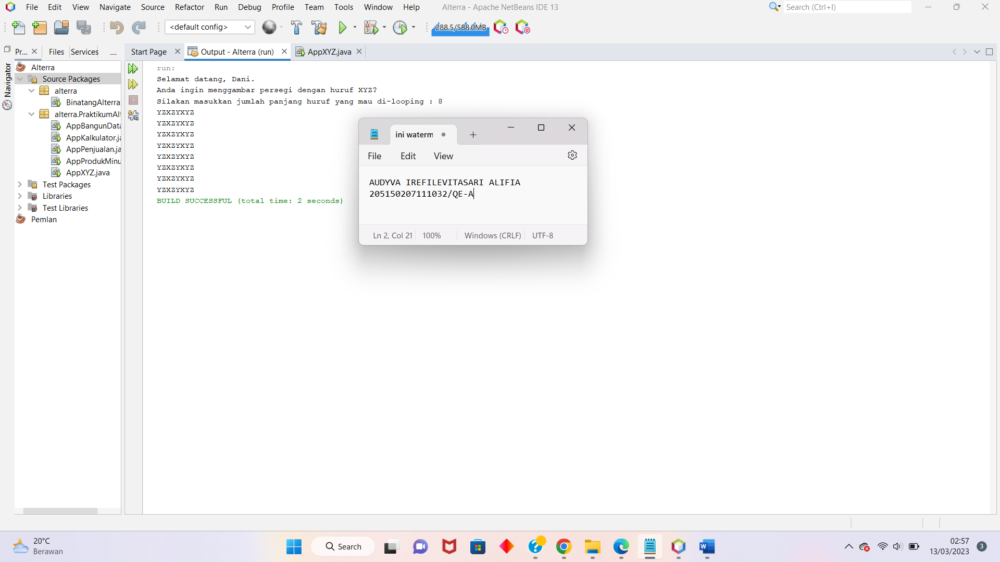 File Edit View Navigate Source Refactor Run Debug Profile Team Tools Window Help Alterra - Apache NetBeans IDE 13 Search (Ctrl+I)
<default config> 288.5/588.0MB
Pr... Files Services Start Page Output - Alterra (run) AppXYZ.java
Navigator
Alterra
Source Packages
alterra
BinatangAlterra
alterra.PraktikumAlt
AppBangunData
AppKalkulator.ja
AppPenjualan.ja
AppProdukMinu
AppXYZ.java
Test Packages
Libraries
Test Libraries
Pemlan
run:
Selamat datang, Dani.
Anda ingin menggambar persegi dengan huruf XYZ?
Silakan masukkan jumlah panjang huruf yang mau di-looping : 8
YZXZYXYZ
YZXZYXYZ
YZXZYXYZ
YZXZYXYZ
YZXZYXYZ
YZXZYXYZ
YZXZYXYZ
YZXZYXYZ
BUILD SUCCESSFUL (total time: 2 seconds)
ini waterm
File Edit View
AUDYVA IREFILEVITASARI ALIFIA
205150207111032/QE-A
Ln 2, Col 21 100% Windows (CRLF) UTF-8
20°C
Berawan
Search
02:57
13/03/2023
3